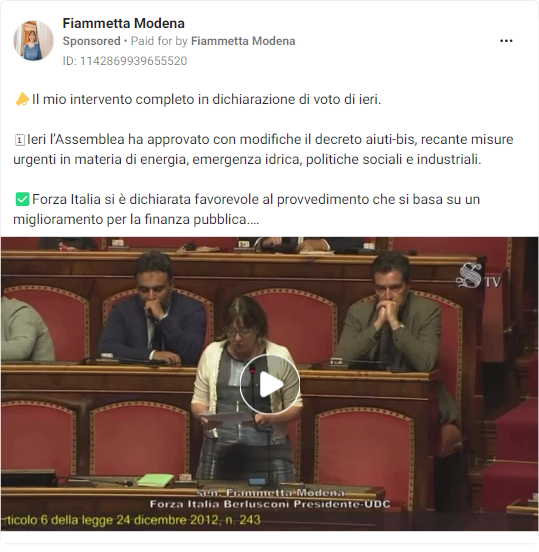 Fiammetta Modena
Sponsored • Paid for by Fiammetta Modena
ID: 1142869939655520
Il mio intervento completo in dichiarazione di voto di ieri.
Ieri l’Assemblea ha approvato con modifiche il decreto aiuti-bis, recante misure
urgenti in materia di energia, emergenza idrica, politiche sociali e industriali.
Forza Italia si è dichiarata favorevole al provvedimento che si basa su un
miglioramento per la finanza pubblica....
S TV
sen. Fiammetta Modena
Forza Italia Berlusconi Presidente-UDC
rticolo 6 della legge 24 dicembre 2012, n. 243